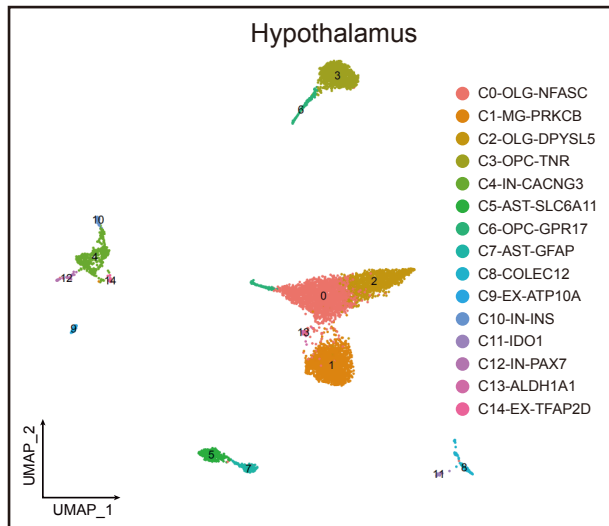 Hypothalamus
3
6
C0-OLG-NFASC
C1-MG-PRKCB
C2-OLG-DPYSL5
C3-OPC-TNR
C4-IN-CACNG3
C5-AST-SLC6A11
C6-OPC-GPR17
C7-AST-GFAP
C8-COLEC12
C9-EX-ATP10A
C10-IN-INS
C11-IDO1
C12-IN-PAX7
C13-ALDH1A1
C14-EX-TFAP2D
10
4
12
14
2
0
9
13
1
5
7
11
8
UMAP_2
UMAP_1